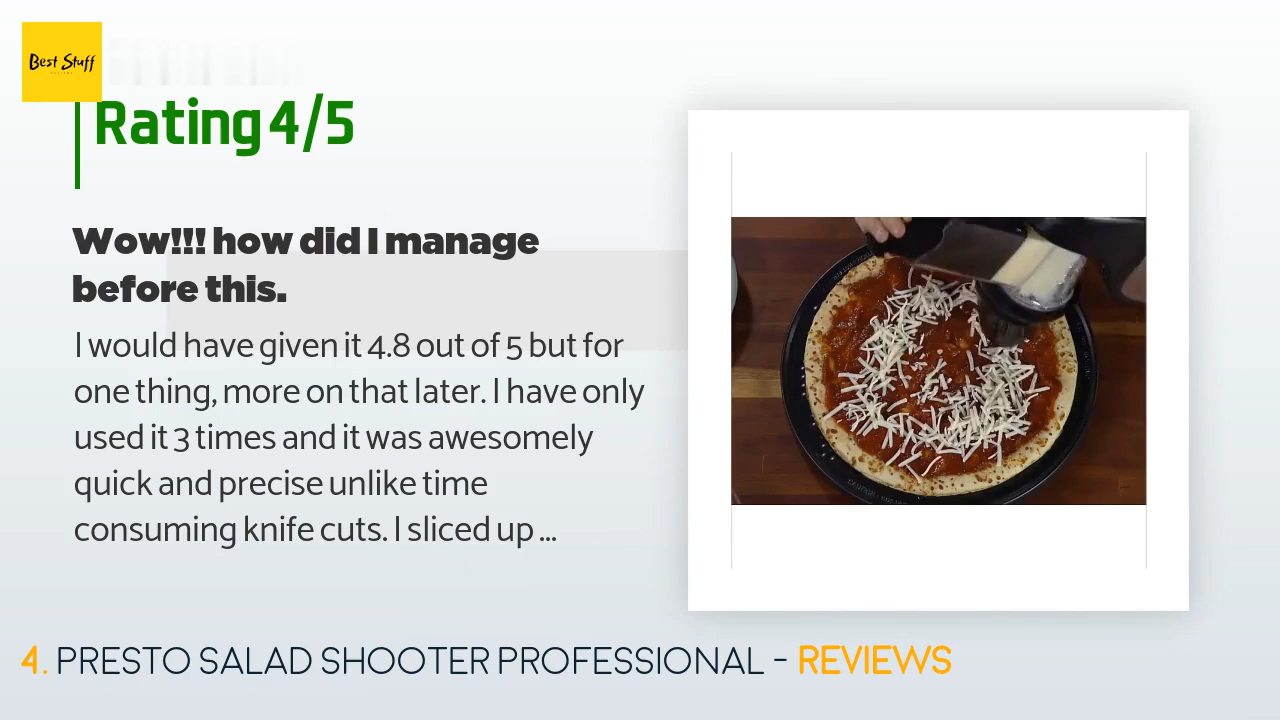 Best Stuff
Rating 4/5
Wow!!! how did I manage
before this.
I would have given it 4.8 out of 5 but for
one thing, more on that later. I have only
used it 3 times and it was awesomely
quick and precise unlike time
consuming knife cuts. I sliced up ...
4. PRESTO SALAD SHOOTER PROFESSIONAL - REVIEWS